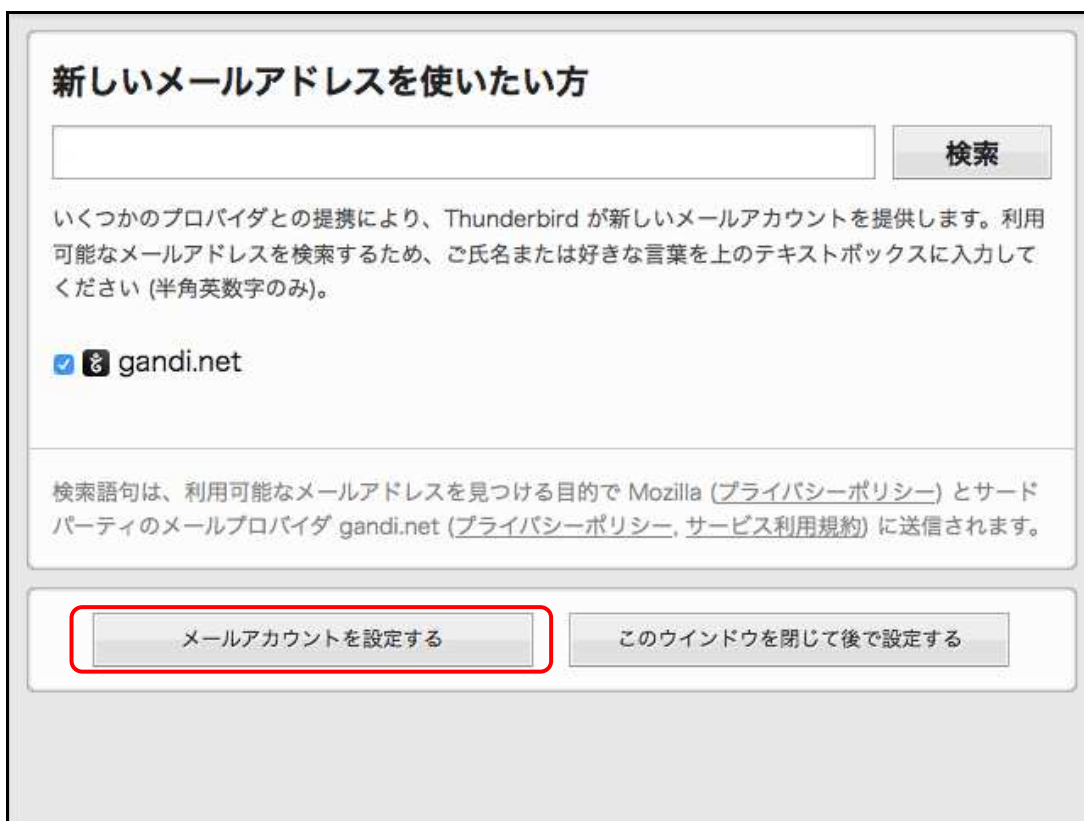 新しいメールアドレスを使いたい方
検索
いくつかのプロバイダとの提携により、Thunderbird が新しいメールアカウントを提供します。利用
可能なメールアドレスを検索するため、ご氏名または好きな言葉を上のテキストボックスに入力して
ください (半角英数字のみ)。
gandi.net
検索語句は、利用可能なメールアドレスを見つける目的で Mozilla (プライバシーポリシー) とサード
パーティのメールプロバイダ gandi.net (プライバシーポリシー, サービス利用規約) に送信されます。
メールアカウントを設定する
このウインドウを閉じて後で設定する